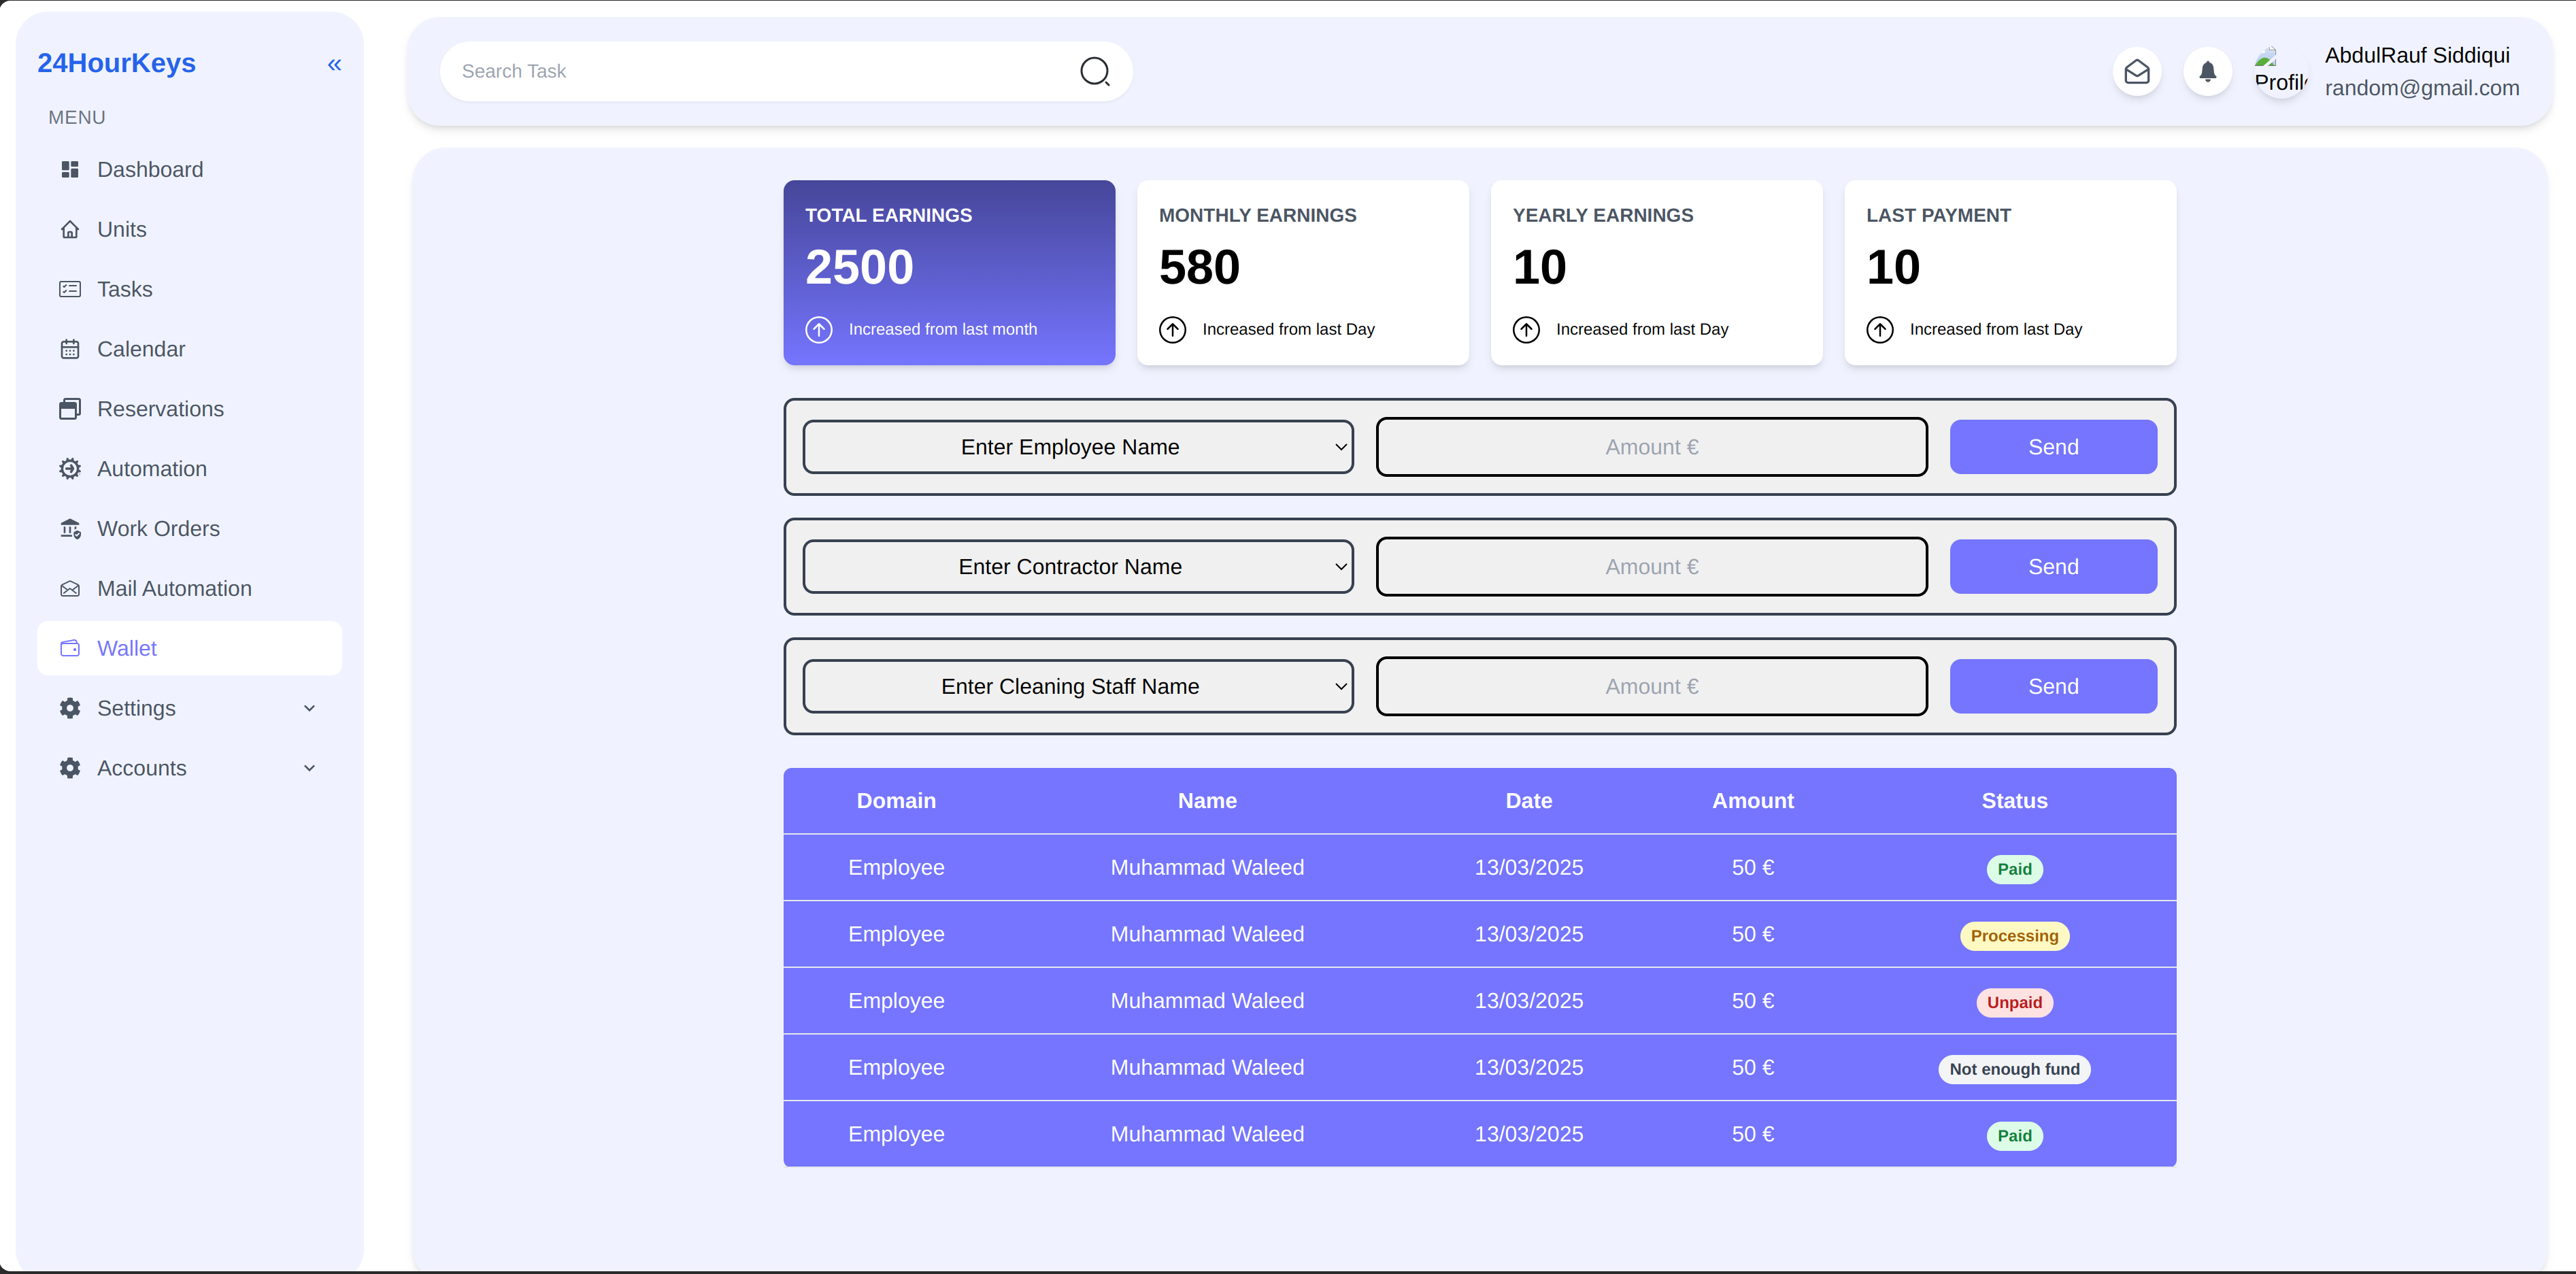 24HourKeys
«
MENU
Dashboard
Units
Tasks
Calendar
Reservations
Automation
Work Orders
Mail Automation
Wallet
Settings
Accounts
Search Task
Profile
AbdulRauf Siddiqui
random@gmail.com
TOTAL EARNINGS
2500
Increased from last month
MONTHLY EARNINGS
580
Increased from last Day
YEARLY EARNINGS
10
Increased from last Day
LAST PAYMENT
10
Increased from last Day
Enter Employee Name Amount € Send
Enter Contractor Name Amount € Send
Enter Cleaning Staff Name Amount € Send
Domain Name Date Amount Status
Employee Muhammad Waleed 13/03/2025 50 € Paid
Employee Muhammad Waleed 13/03/2025 50 € Processing
Employee Muhammad Waleed 13/03/2025 50 € Unpaid
Employee Muhammad Waleed 13/03/2025 50 € Not enough fund
Employee Muhammad Waleed 13/03/2025 50 € Paid